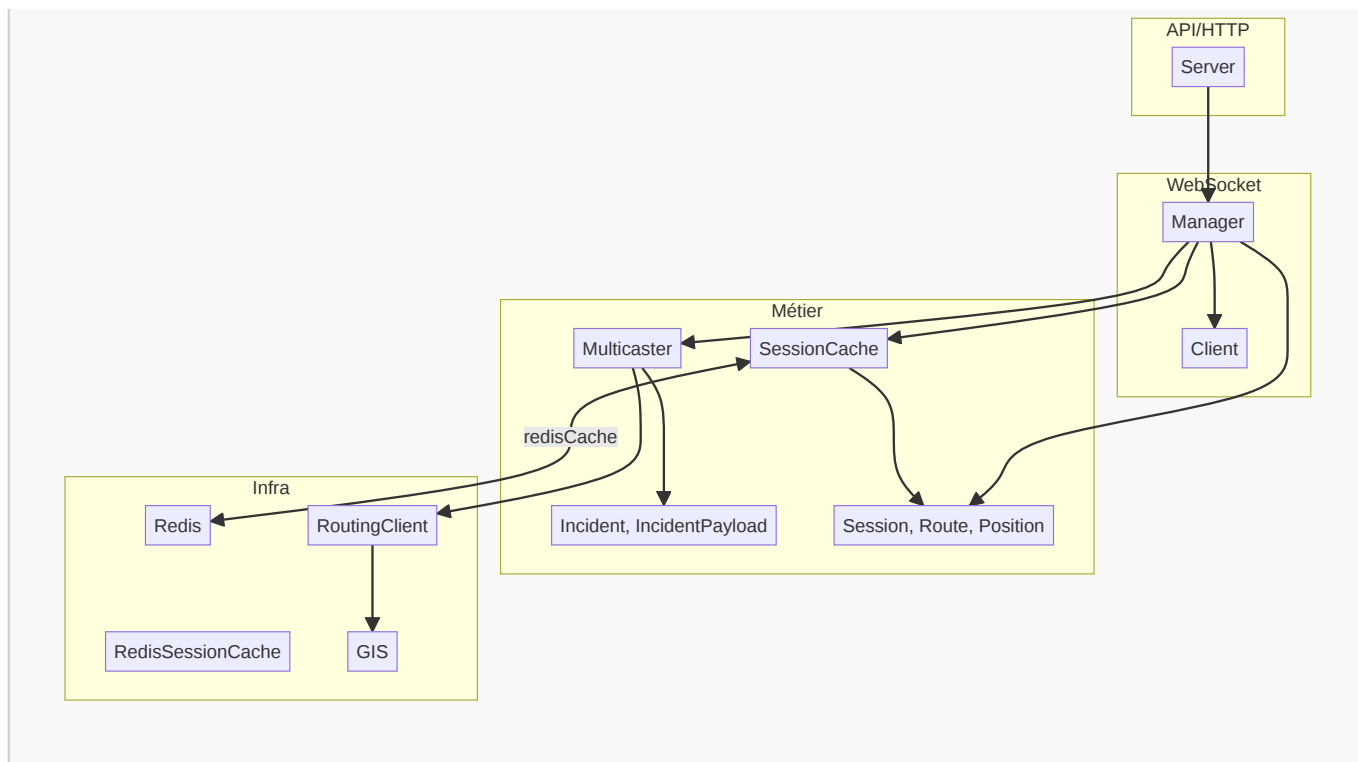 API/HTTP
Server
WebSocket
Manager
Métier
Multicaster
SessionCache
Client
redisCache
Infra
Redis
RoutingClient
Incident, IncidentPayload
Session, Route, Position
RedisSessionCache
GIS